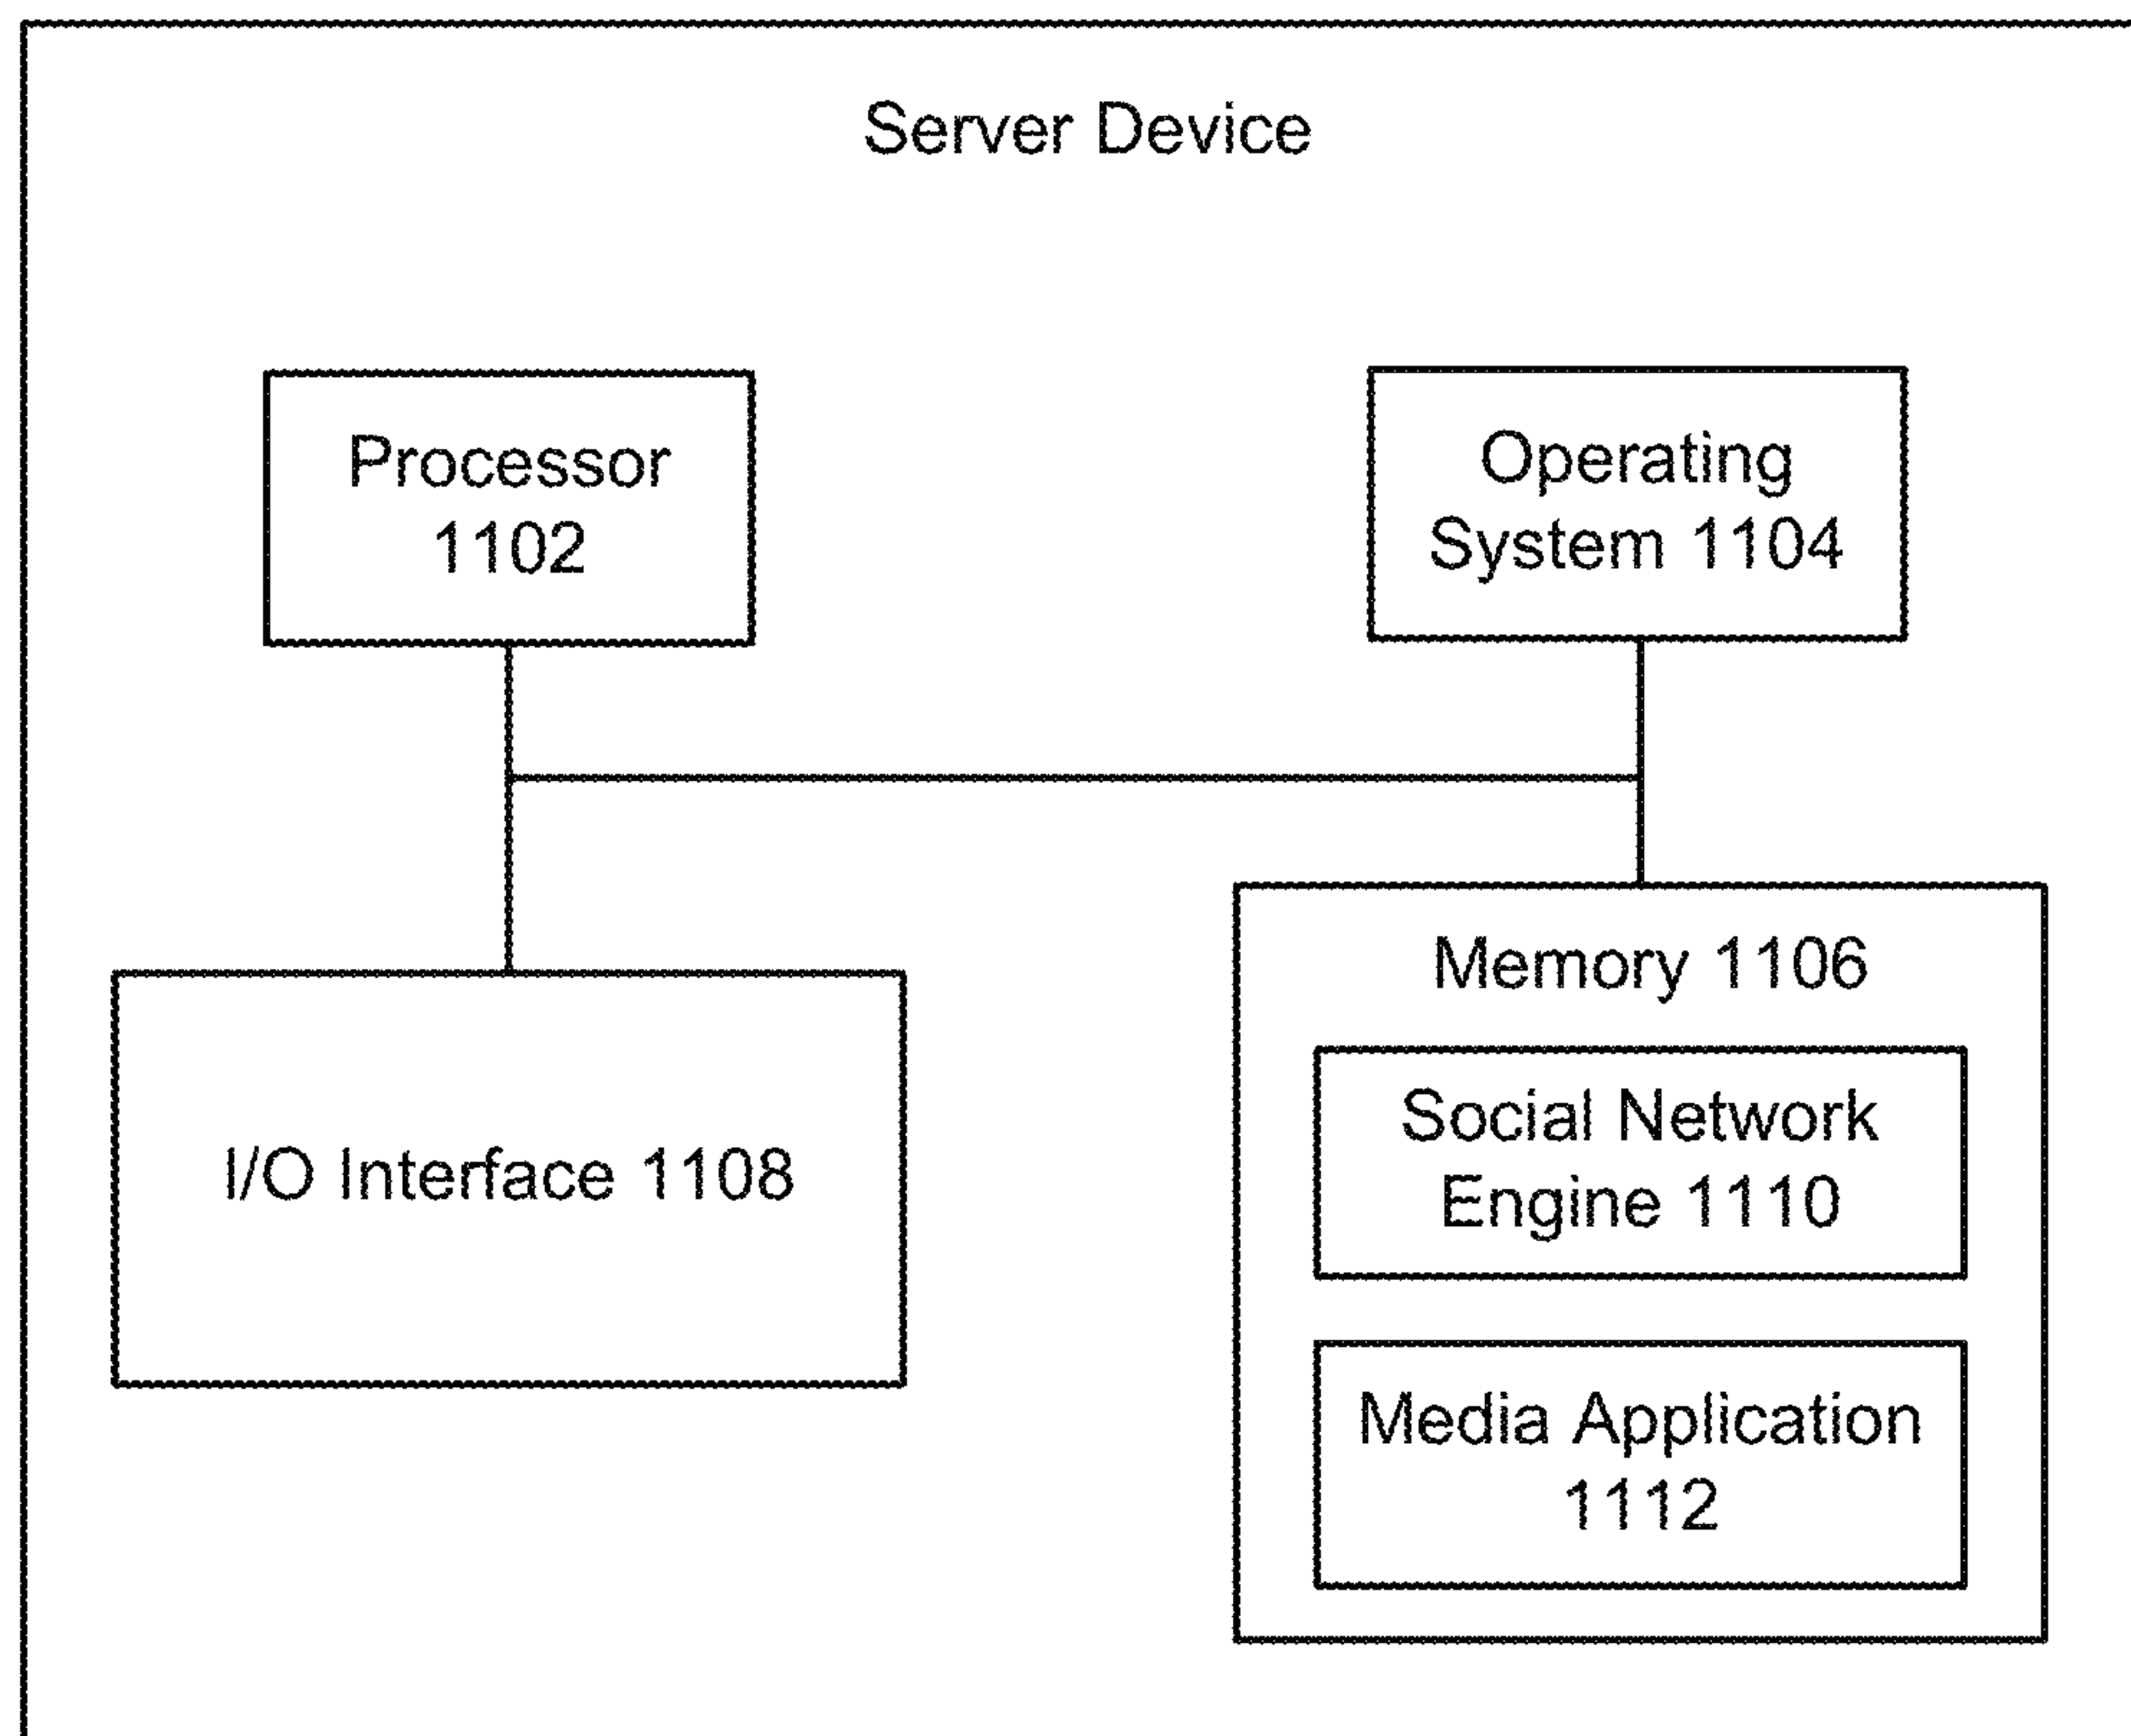 Server Device
Processor
1102
Operating
System 1104
I/O Interface 1108
Memory 1106
Social Network
Engine 1110
Media Application
1112